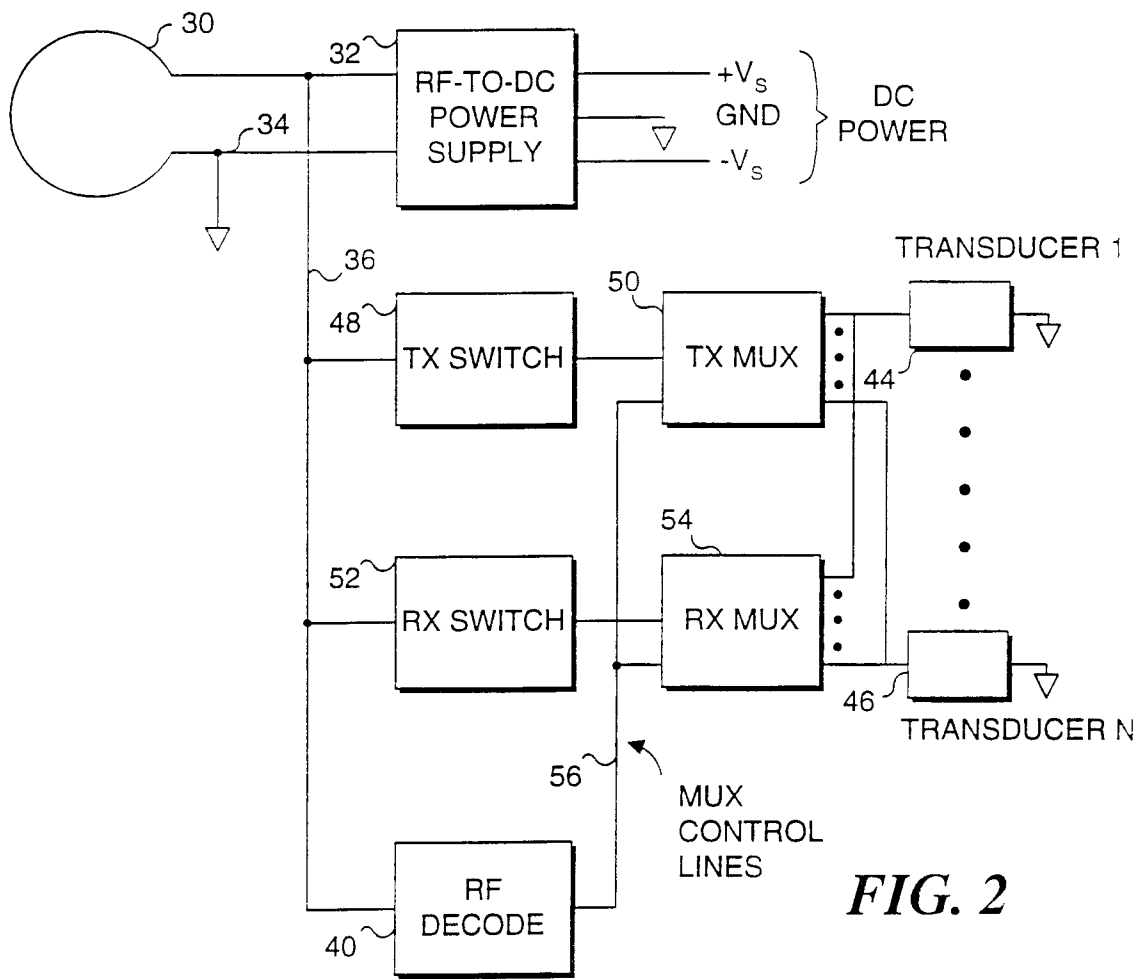 30
32
RF-TO-DC
POWER
SUPPLY
+VS
GND
-VS
DC
POWER
34
36
48
TX SWITCH
50
TX MUX
TRANSDUCER 1
44
52
RX SWITCH
54
RX MUX
46
TRANSDUCER N
56
MUX
CONTROL
LINES
RF
DECODE
40
FIG. 2